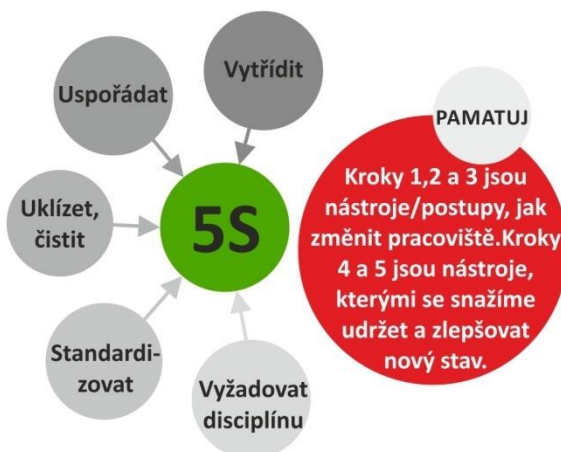 Vytřídit
Uspořádat
Uklízet,
čistit
Standardi-
zovat
Vyžadovat
disciplínu
5S
PAMATUJ
Kroky 1,2 a 3 jsou
nástroje/postupy, jak
změnit pracoviště.Kroky
4 a 5 jsou nástroje,
kterými se snažíme
udržet a zlepšovat
nový stav.